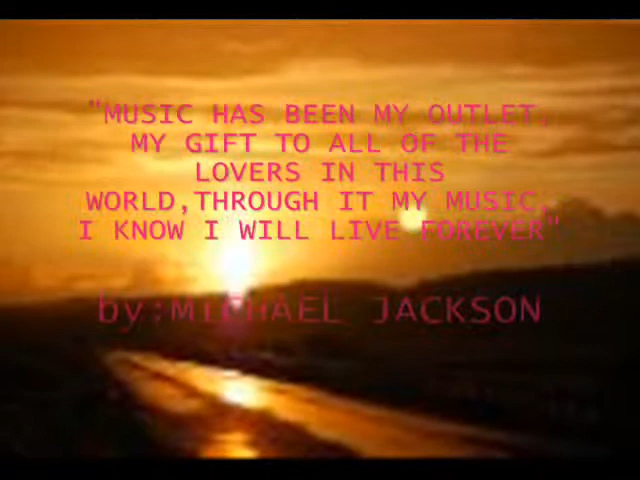 "MUSIC HAS BEEN MY OUTLET,
MY GIFT TO ALL OF THE
LOVERS IN THIS
WORLD,THROUGH IT MY MUSIC,
I KNOW I WILL LIVE FOREVER"
by:MICHAEL JACKSON